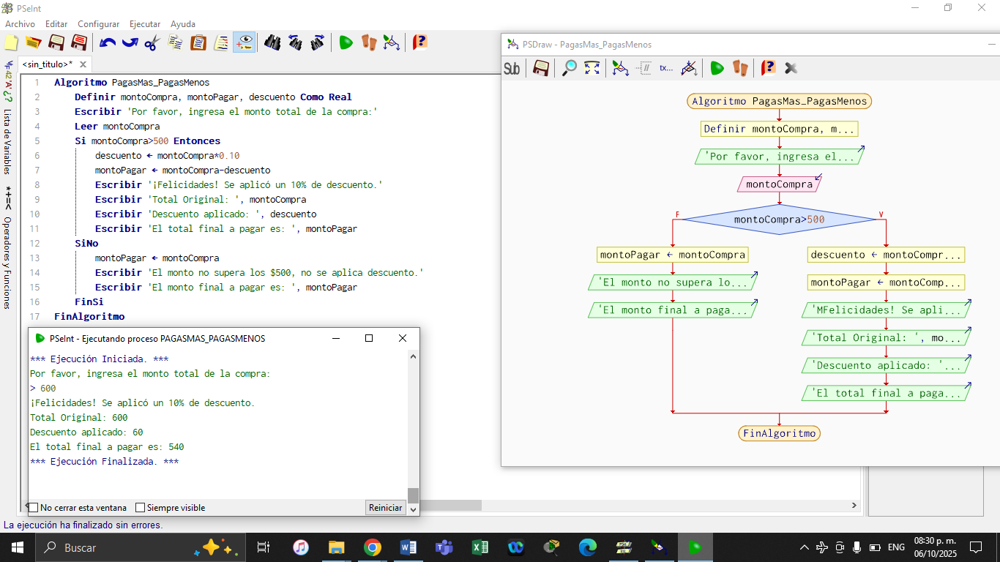 PSeInt
Archivo Editar Configurar Ejecutar Ayuda
<sin_titulo>* X
Lista de Variables
*+=< Operadores y Funciones
1 Algoritmo PagasMas_PagasMenos
2 Definir montoCompra, montoPagar, descuento Como Real
3 Escribir 'Por favor, ingresa el monto total de la compra:'
4 Leer montoCompra
5 Si montoCompra>500 Entonces
6 descuento ← montoCompra*0.10
7 montoPagar ← montoCompra-descuento
8 Escribir '¡Felicidades! Se aplicó un 10% de descuento.'
9 Escribir 'Total Original: ', montoCompra
10 Escribir 'Descuento aplicado: ', descuento
11 Escribir 'El total final a pagar es: ', montoPagar
12 SiNo
13 montoPagar ← montoCompra
14 Escribir 'El monto no supera los $500, no se aplica descuento.'
15 Escribir 'El monto final a pagar es: ', montoPagar
16 FinSi
17 FinAlgoritmo
PSeInt - Ejecutando proceso PAGASMAS_PAGASMENOS
*** Ejecución Iniciada. ***
Por favor, ingresa el monto total de la compra:
> 600
¡Felicidades! Se aplicó un 10% de descuento.
Total Original: 600
Descuento aplicado: 60
El total final a pagar es: 540
*** Ejecución Finalizada. ***
No cerrar esta ventana Siempre visible Reiniciar
PSDraw - PagasMas_PagasMenos
Sub tx...
Algoritmo PagasMas_PagasMenos
Definir montoCompra, m...
'Por favor, ingresa el...
montoCompra
F montoCompra>500 V
montoPagar ← montoCompra
'El monto no supera lo...
'El monto final a paga...
descuento ← montoCompr...
montoPagar ← montoComp...
'MFelicidades! Se apli...
'Total Original: ', mo...
'Descuento aplicado: '...
'El total final a paga...
FinAlgoritmo
La ejecución ha finalizado sin errores.
Buscar
ENG
08:30 p. m.
06/10/2025